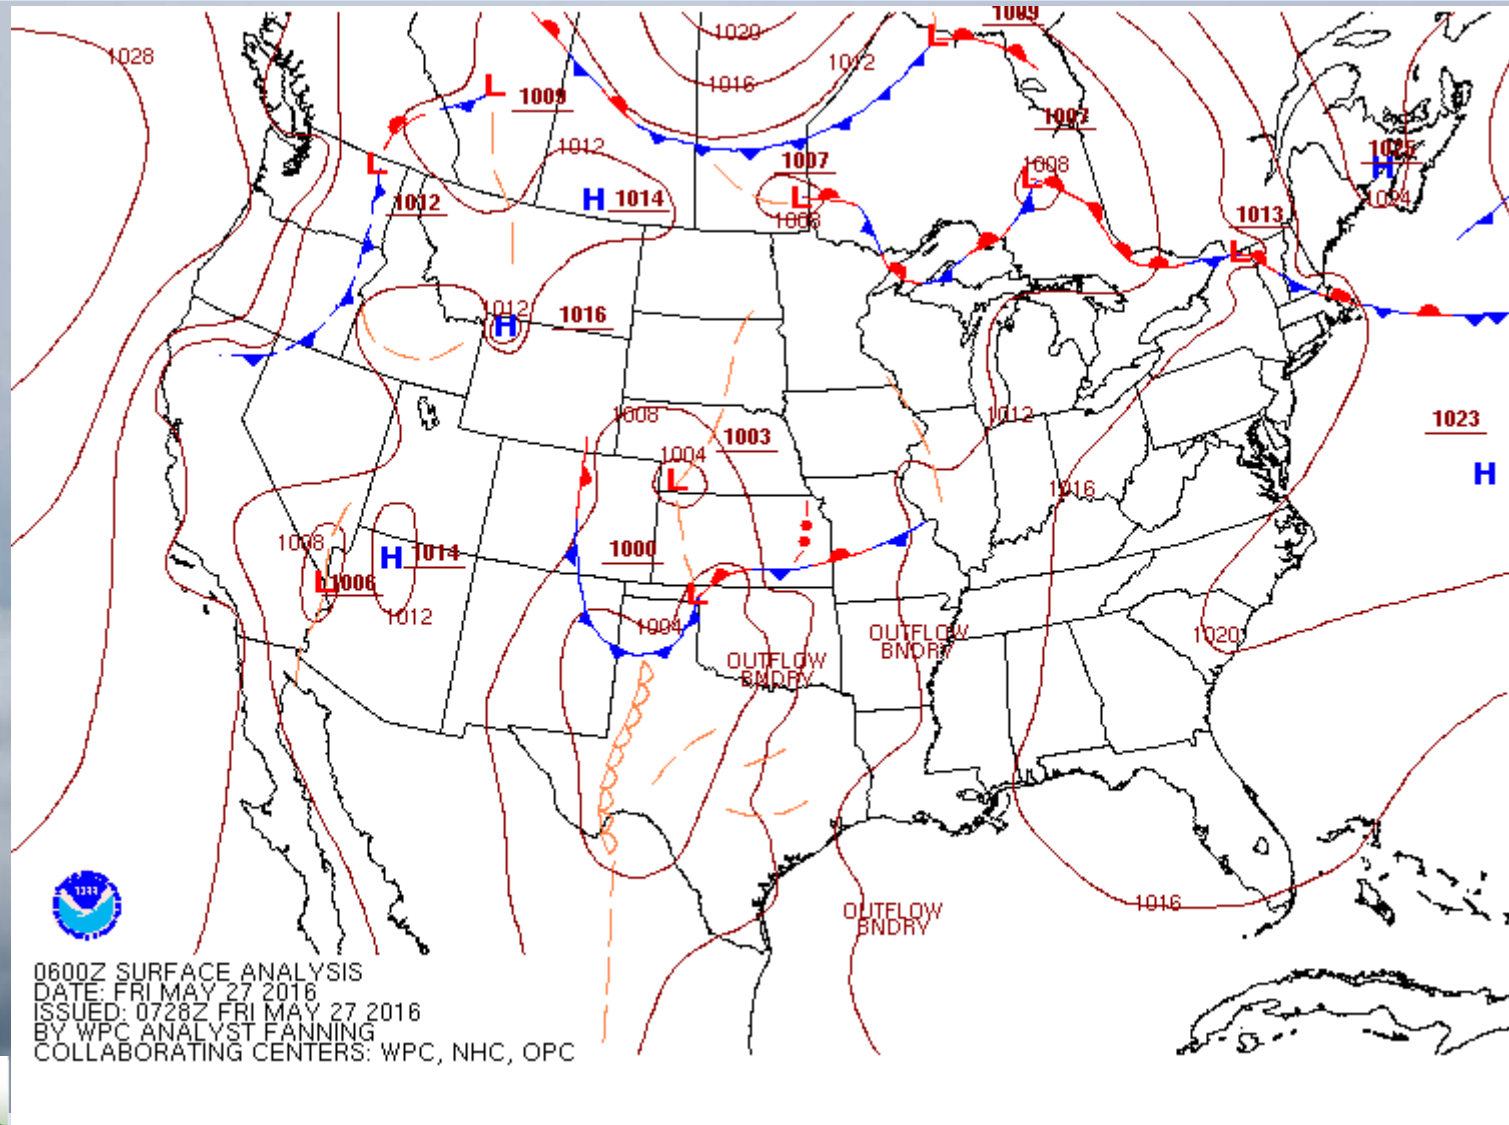 1009
1020
1028
1012
1016
1009
1007
1012
1007
1008
1025
1014
1012
1024
1013
1008
1012
1016
1008
1003
1023
1012
1004
1016
1008
1014
1000
1006
1012
1004
1020
OUTFLOW
BNDRY
OUTFLOW
BNDRY
H
H
H
H
H
L
L
L
L
L
L
L
L
L
1016
OUTFLOW
BNDRY
0600Z SURFACE ANALYSIS
DATE: FRI MAY 27 2016
ISSUED: 0728Z FRI MAY 27 2016
BY WPC ANALYST FANNING
COLLABORATING CENTERS: WPC, NHC, OPC